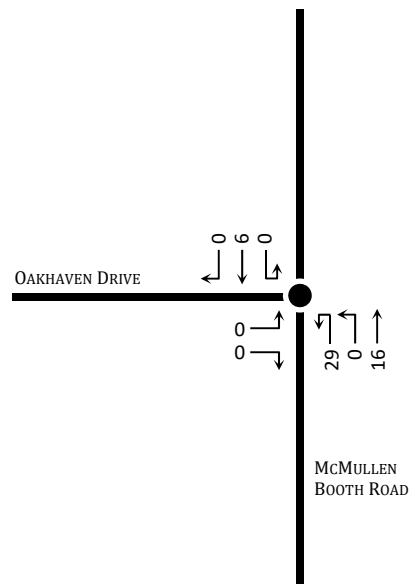 0 6 0
OAKHAVEN DRIVE
0
0
29 0 16
MCMULLEN
BOOTH ROAD